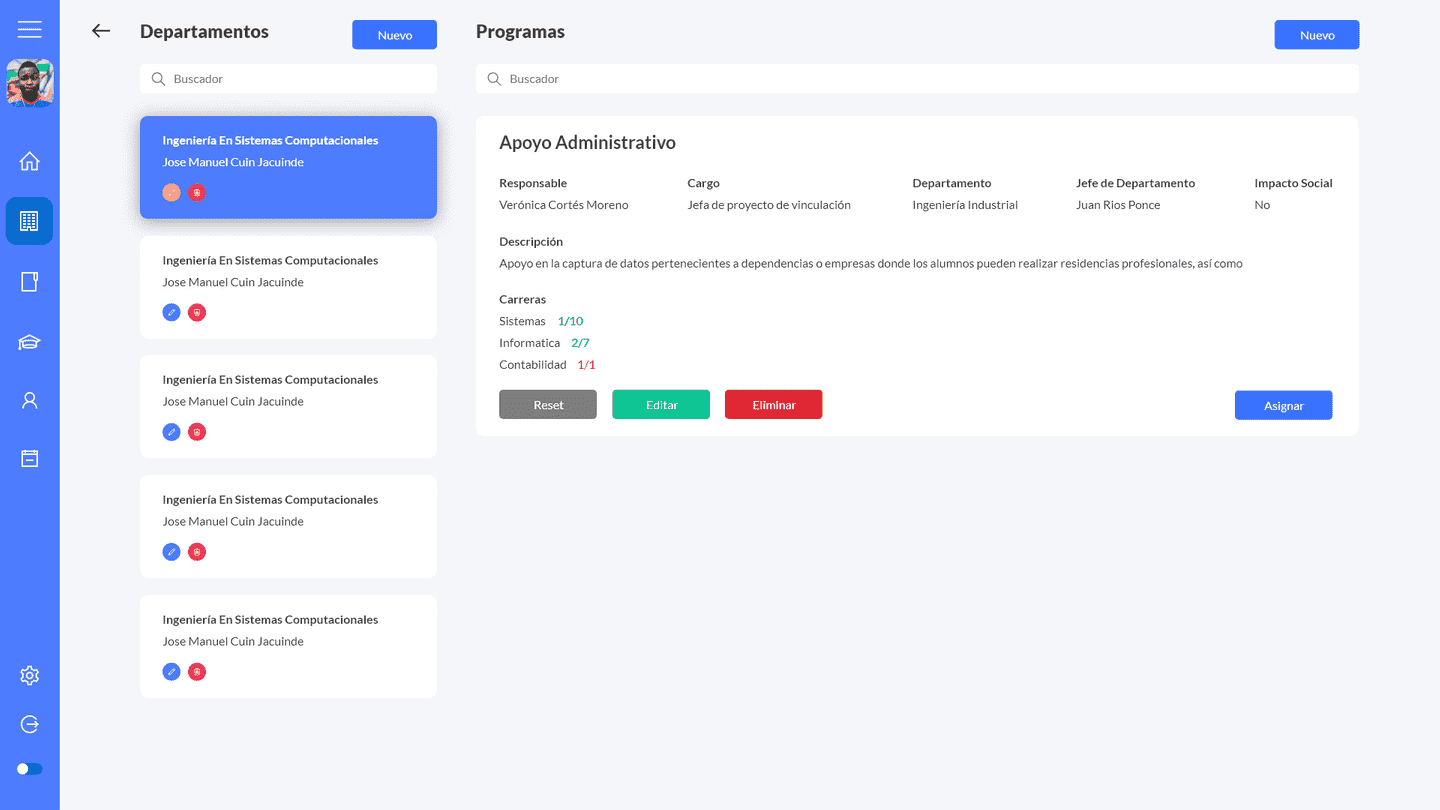 Departamentos
Nuevo
Buscador
Ingeniería En Sistemas Computacionales
Jose Manuel Cuin Jacuinde
Ingeniería En Sistemas Computacionales
Jose Manuel Cuin Jacuinde
Ingeniería En Sistemas Computacionales
Jose Manuel Cuin Jacuinde
Ingeniería En Sistemas Computacionales
Jose Manuel Cuin Jacuinde
Ingeniería En Sistemas Computacionales
Jose Manuel Cuin Jacuinde
Programas
Nuevo
Buscador
Apoyo Administrativo
Responsable Cargo Departamento Jefe de Departamento Impacto Social
Verónica Cortés Moreno Jefa de proyecto de vinculación Ingeniería Industrial Juan Rios Ponce No
Descripción
Apoyo en la captura de datos pertenecientes a dependencias o empresas donde los alumnos pueden realizar residencias profesionales, así como
Carreras
Sistemas 1/10
Informatica 2/7
Contabilidad 1/1
Reset Editar Eliminar Asignar